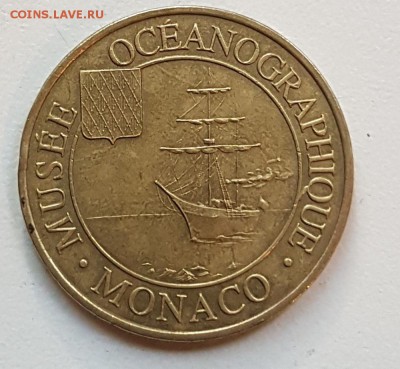 COINS.LAVE.RU
MUSÉE OCÉANOGRAPHIQUE
· MONACO ·